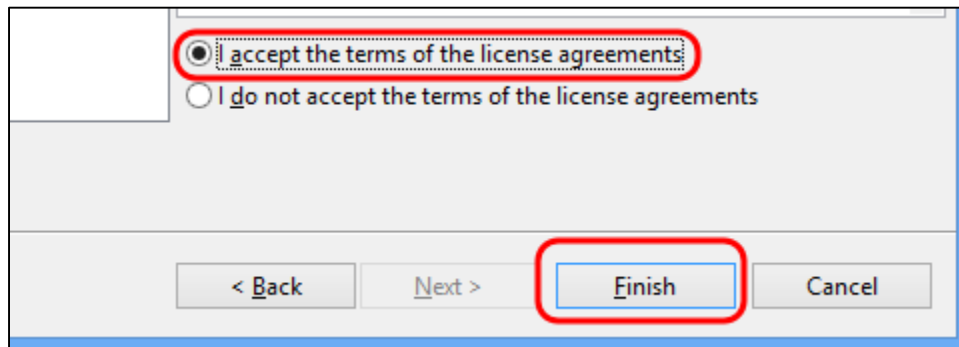 I accept the terms of the license agreements
I do not accept the terms of the license agreements
< Back Next > Finish Cancel